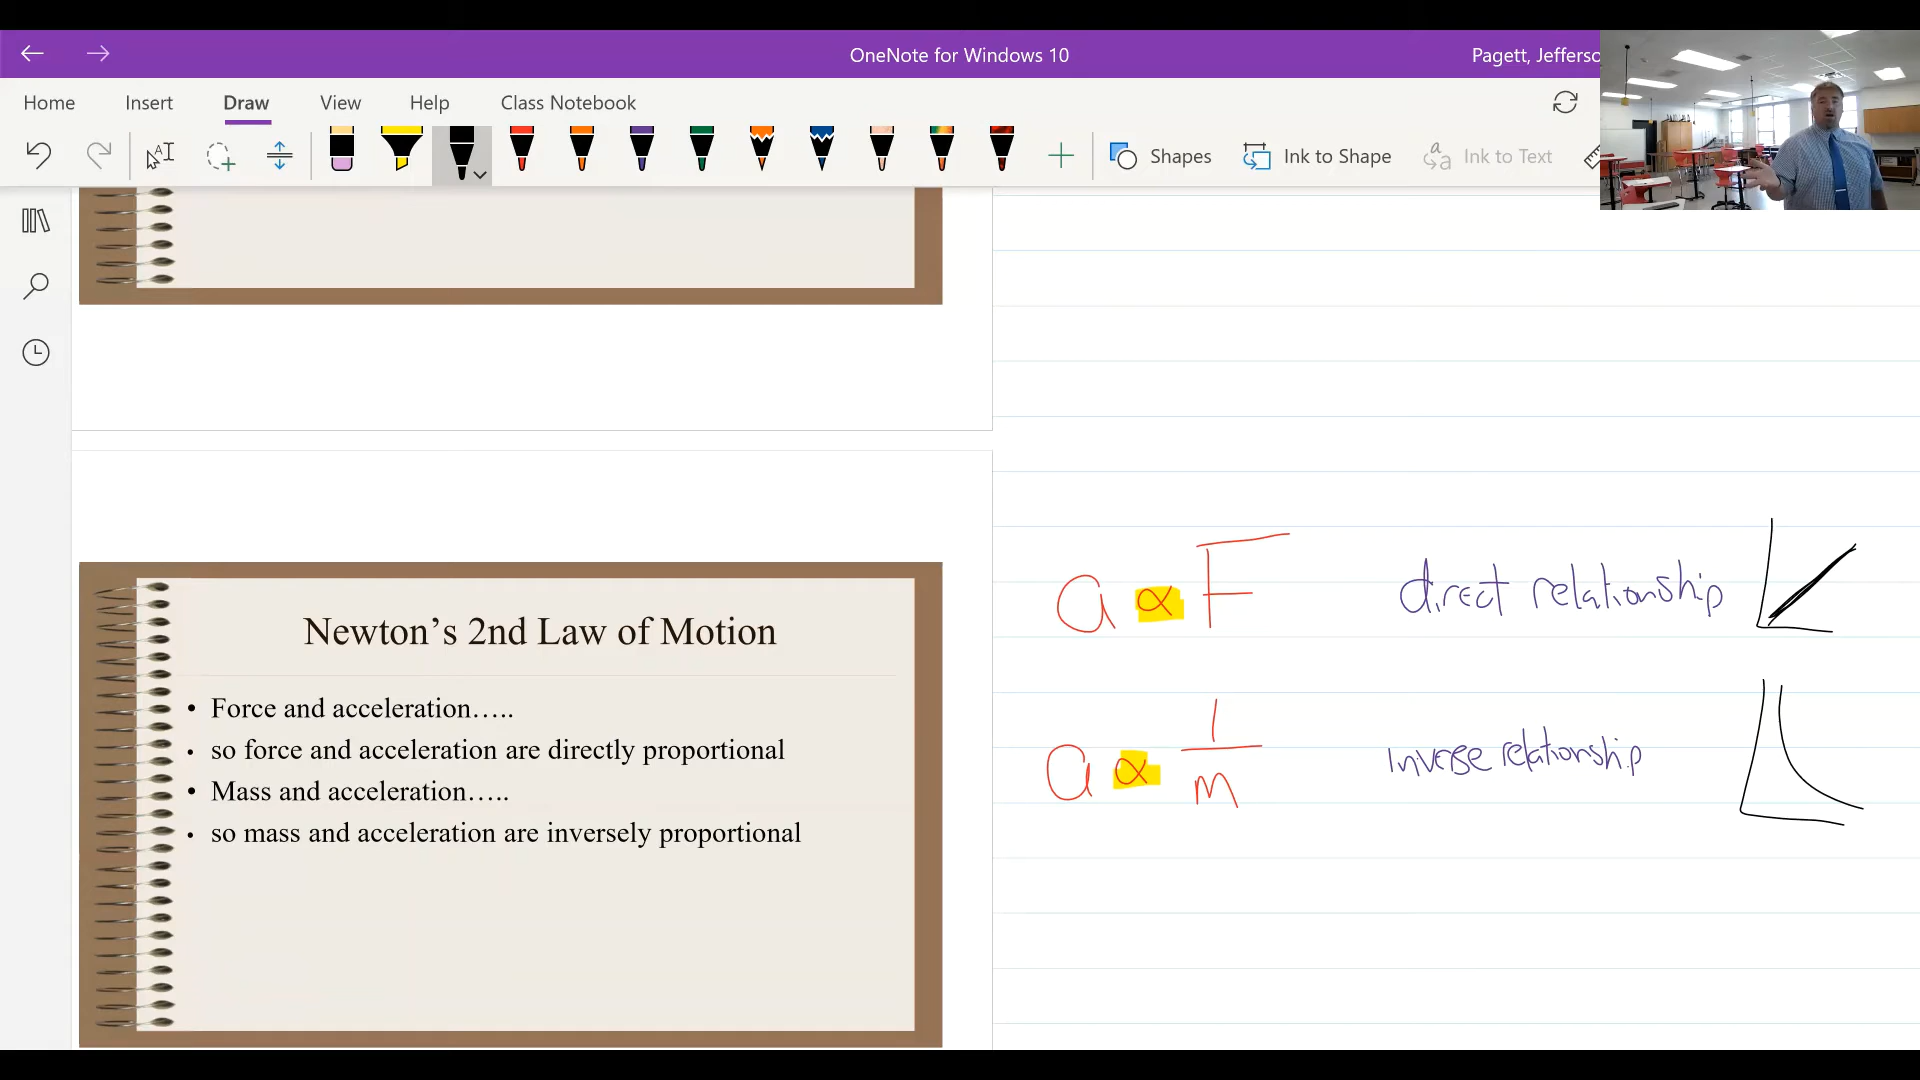 OneNote for Windows 10
Pagett, Jefferso
Home Insert Draw View Help Class Notebook
Shapes Ink to Shape Ink to Text
a ∝ F direct relationship
a ∝ 1/m inverse relationship
Newton’s 2nd Law of Motion
• Force and acceleration…..
• so force and acceleration are directly proportional
• Mass and acceleration…..
• so mass and acceleration are inversely proportional